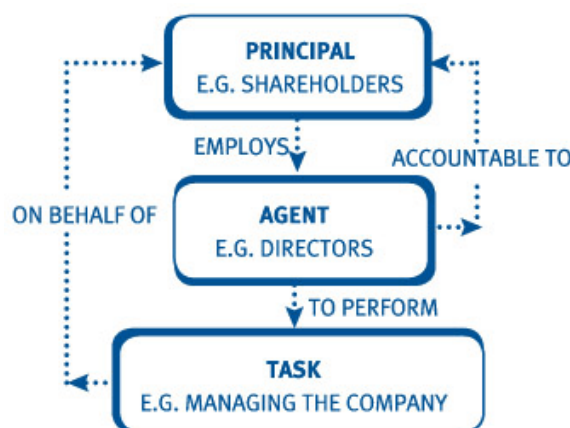 PRINCIPAL
E.G. SHAREHOLDERS
EMPLOYS
ACCOUNTABLE TO
ON BEHALF OF
AGENT
E.G. DIRECTORS
TO PERFORM
TASK
E.G. MANAGING THE COMPANY